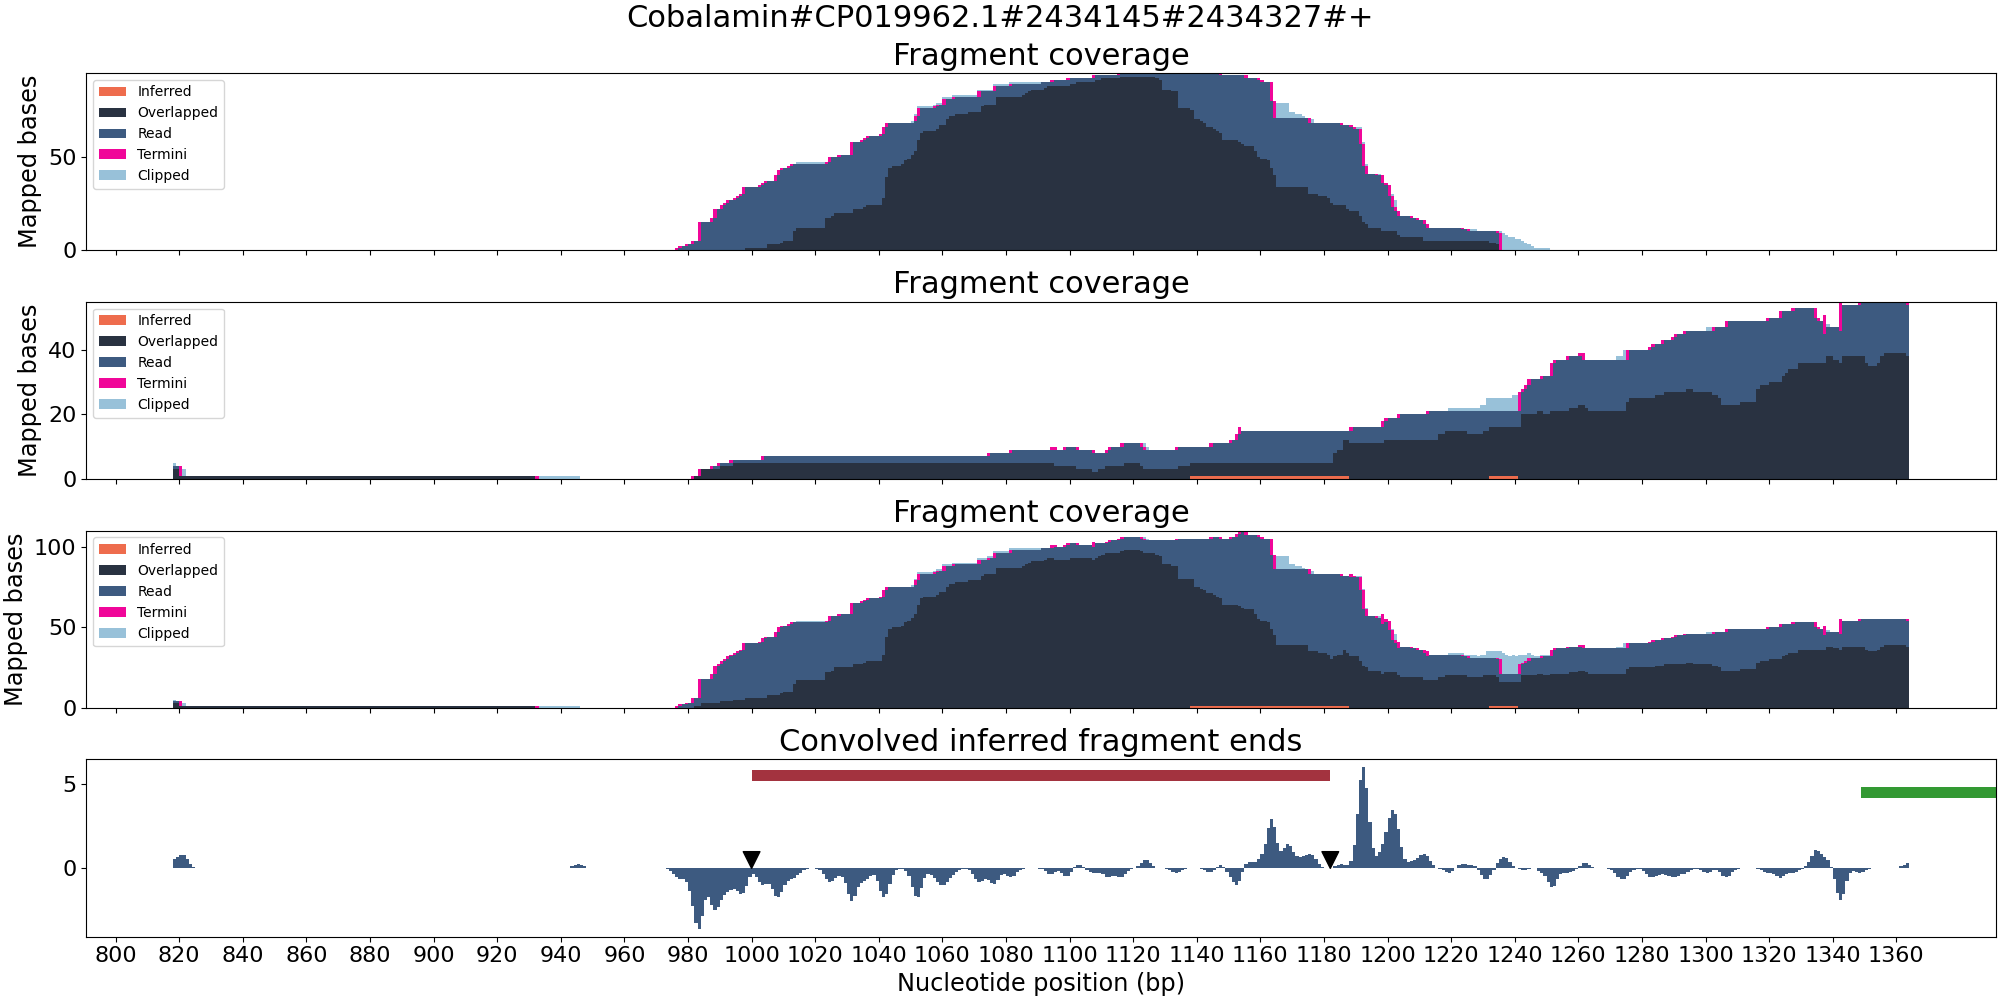 Cobalamin#CP019962.1#2434145#2434327#+
Fragment coverage
Mapped bases
50
0
Inferred
Overlapped
Read
Termini
Clipped
Fragment coverage
Mapped bases
40
20
0
Inferred
Overlapped
Read
Termini
Clipped
Fragment coverage
Mapped bases
100
50
0
Inferred
Overlapped
Read
Termini
Clipped
Convolved inferred fragment ends
5
0
800 820 840 860 880 900 920 940 960 980 1000 1020 1040 1060 1080 1100 1120 1140 1160 1180 1200 1220 1240 1260 1280 1300 1320 1340 1360
Nucleotide position (bp)